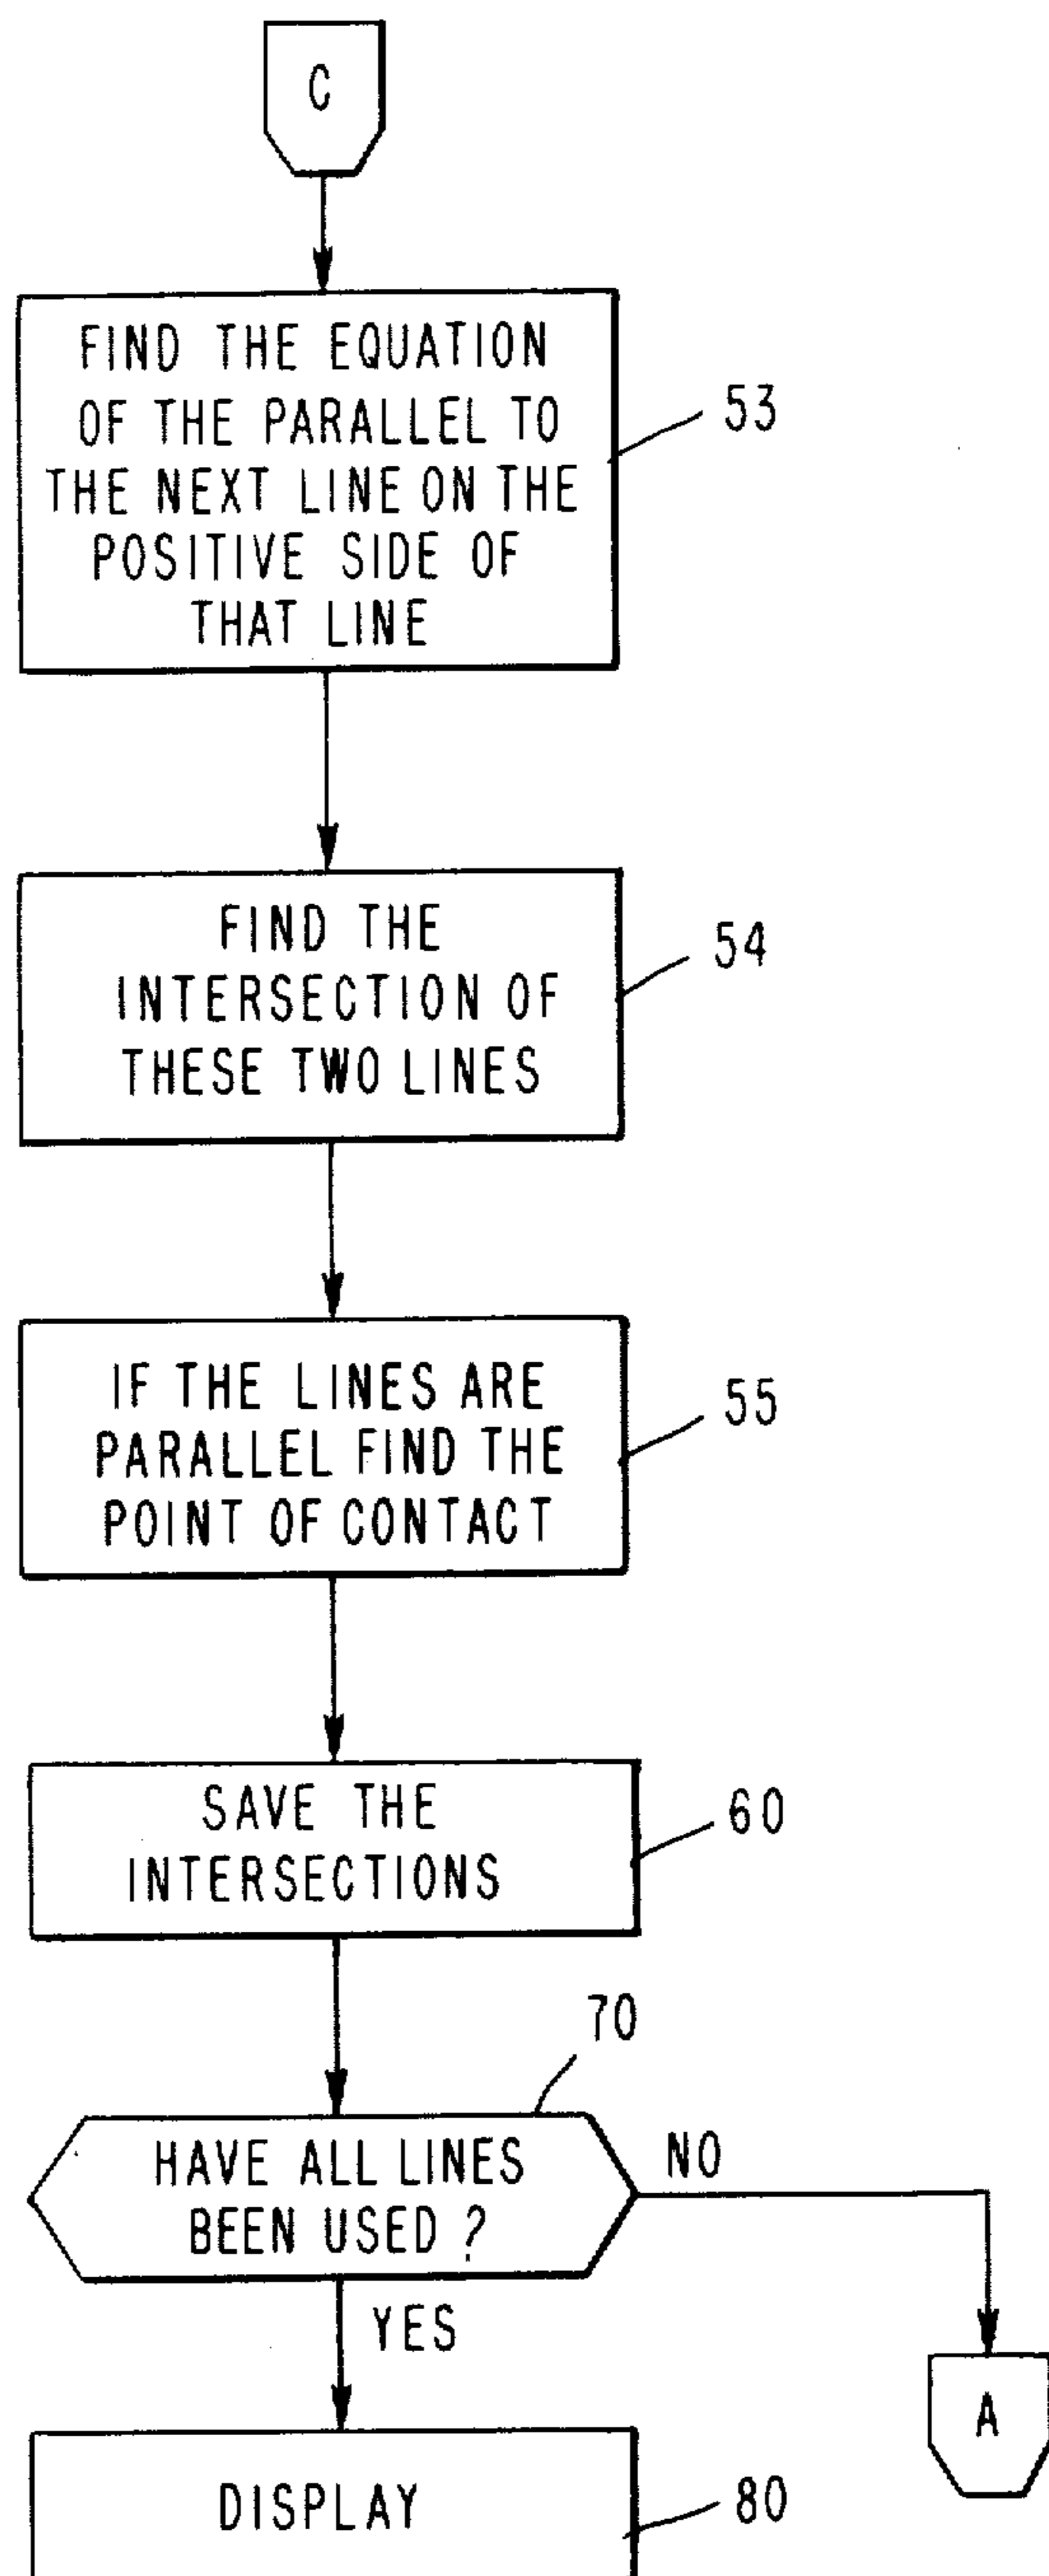 C
FIND THE EQUATION
OF THE PARALLEL TO
THE NEXT LINE ON THE
POSITIVE SIDE OF
THAT LINE
53
FIND THE
INTERSECTION OF
THESE TWO LINES
54
IF THE LINES ARE
PARALLEL FIND THE
POINT OF CONTACT
55
SAVE THE
INTERSECTIONS
60
70
HAVE ALL LINES
BEEN USED ?
NO
YES
A
DISPLAY
80